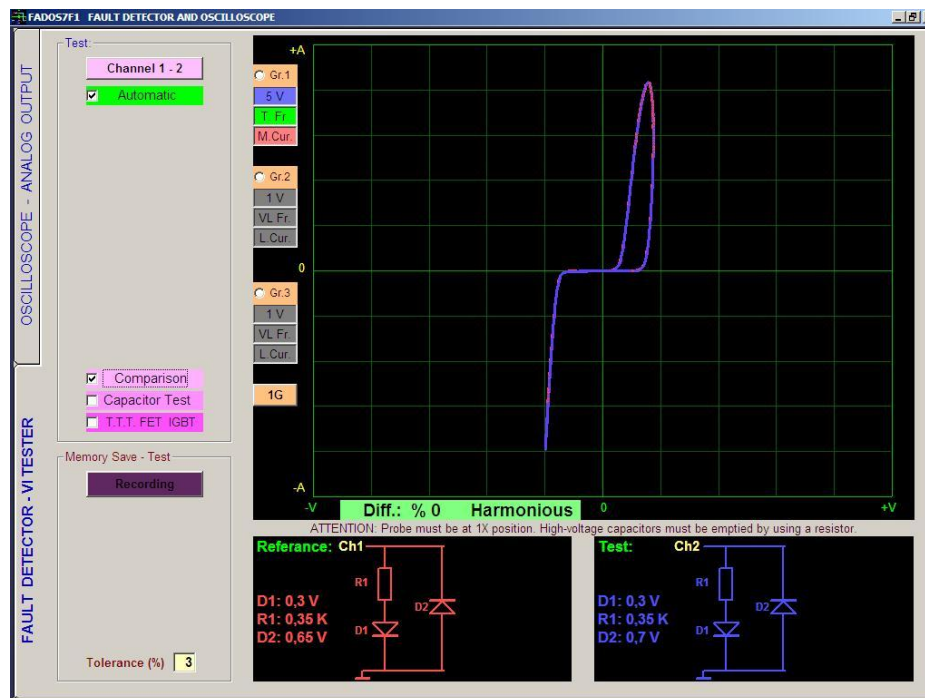 FADOS7F1 FAULT DETECTOR AND OSCILLOSCOPE
OSCILLOSCOPE - ANALOG OUTPUT
FAULT DETECTOR - VI TESTER
Test:
Channel 1 - 2
Automatic
Comparison
Capacitor Test
T.T.T. FET IGBT
Memory Save - Test
Recording
Tolerance (%) 3
+A
Gr.1
5 V
T. Fr
M.Cur.
Gr.2
1 V
VL Fr.
L.Cur.
0
Gr.3
1 V
VL Fr.
L.Cur.
1G
-A
-V
Diff.: % 0 Harmonious
0
+V
ATTENTION: Probe must be at 1X position. High-voltage capacitors must be emptied by using a resistor.
Referance: Ch1
R1
D1: 0,3 V
R1: 0,35 K
D2: 0,65 V
D2
D1
Test: Ch2
R1
D1: 0,3 V
R1: 0,35 K
D2: 0,7 V
D2
D1